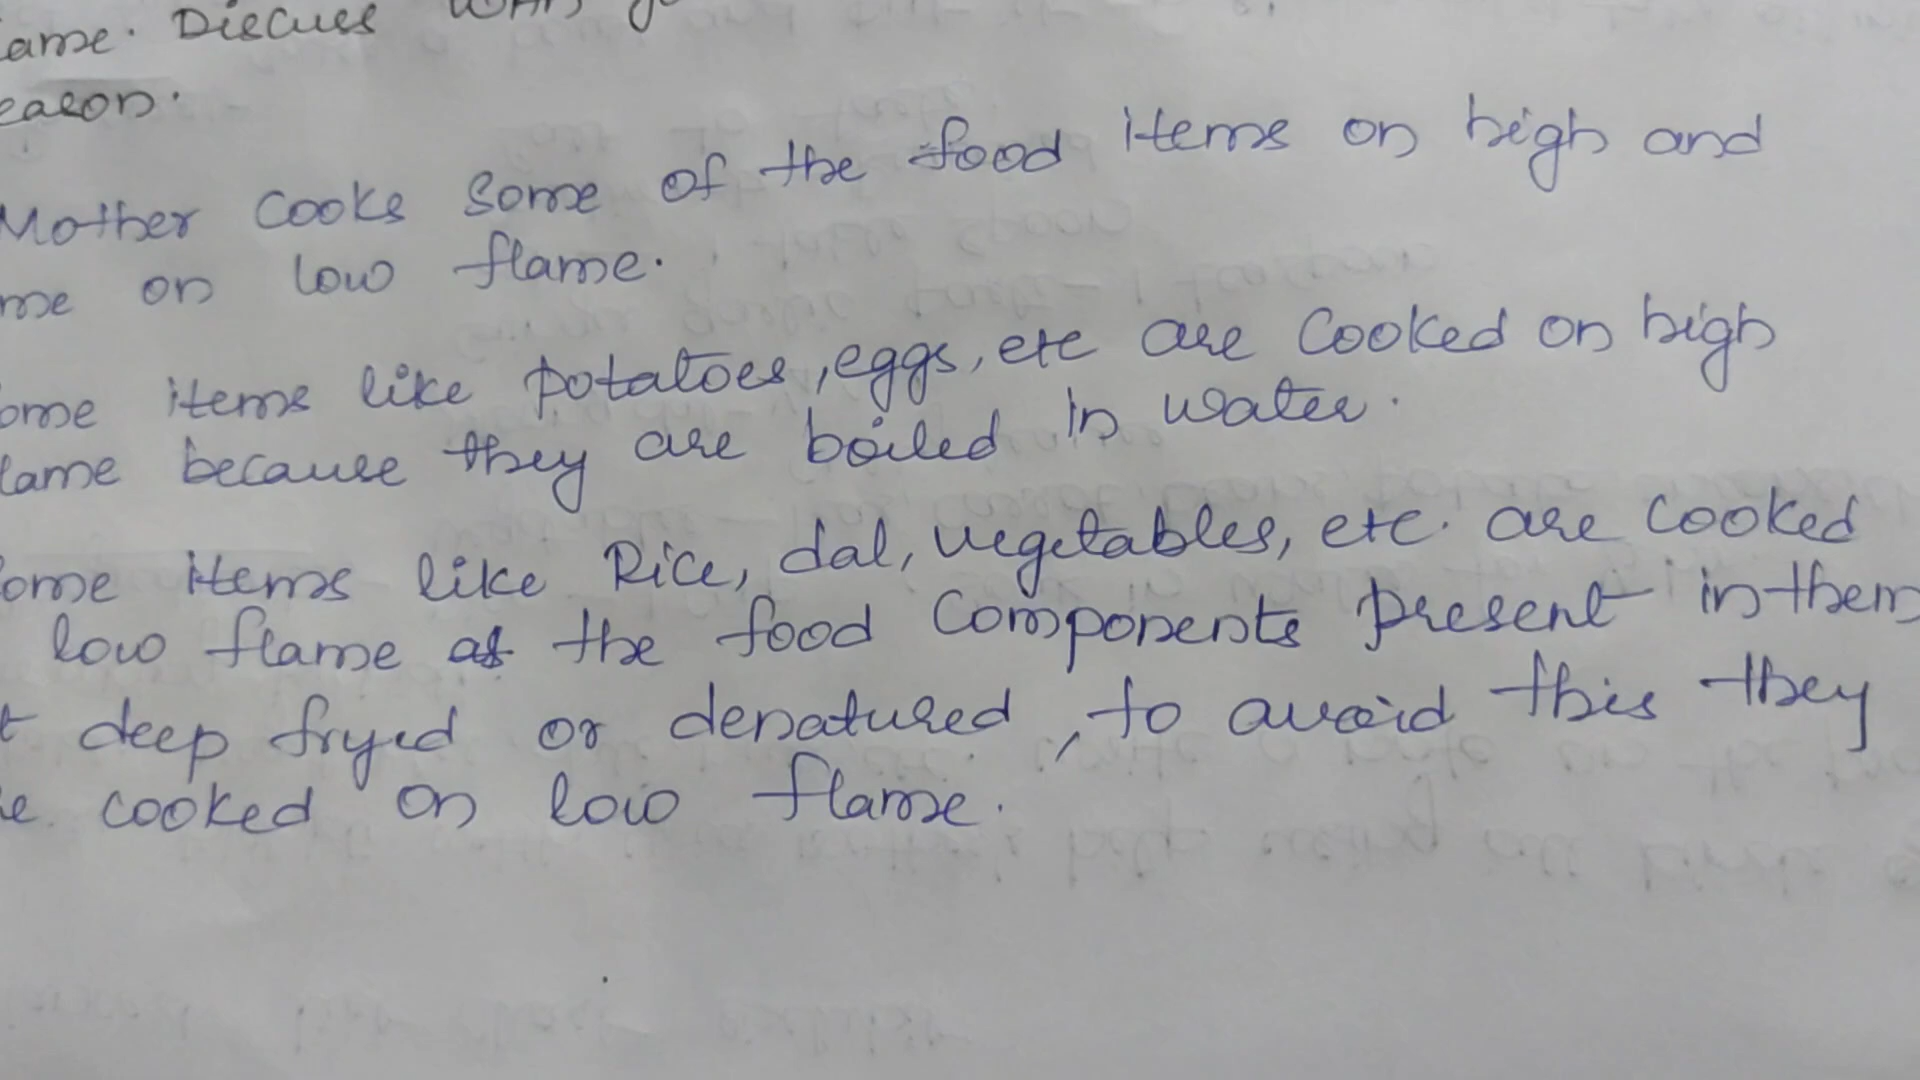 ame. Discuss
eason.
Mother cooks some of the food items on high and
me on low flame.
ome items like potatoes, eggs, etc are cooked on high
lame because they are boiled in water.
ome items like Rice, dal, vegetables, etc. are cooked
low flame as the food components present in them
t deep fryed or denatured, to avoid this they
e cooked on low flame.